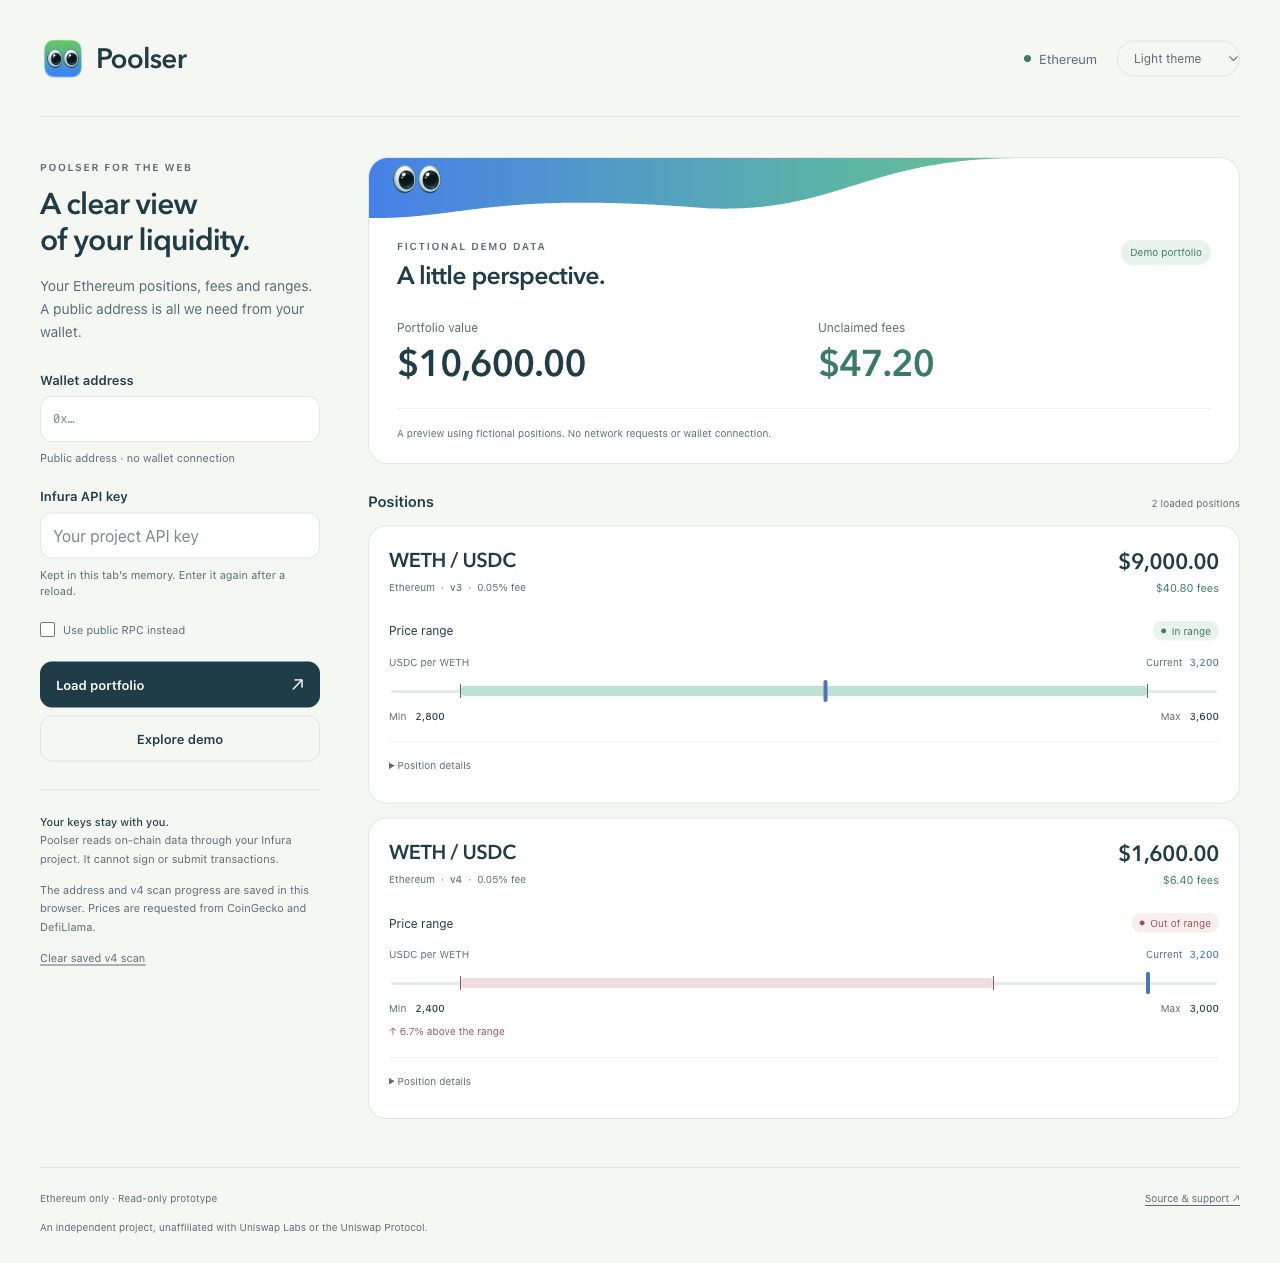 Poolser
Ethereum
Light theme
POOLSER FOR THE WEB
A clear view
of your liquidity.
Your Ethereum positions, fees and ranges.
A public address is all we need from your
wallet.
Wallet address
0x…
Public address · no wallet connection
Infura API key
Your project API key
Kept in this tab's memory. Enter it again after a
reload.
Use public RPC instead
Load portfolio
Explore demo
Your keys stay with you.
Poolser reads on-chain data through your Infura
project. It cannot sign or submit transactions.
The address and v4 scan progress are saved in this
browser. Prices are requested from CoinGecko and
DefiLlama.
Clear saved v4 scan
FICTIONAL DEMO DATA
Demo portfolio
A little perspective.
Portfolio value
Unclaimed fees
$10,600.00
$47.20
A preview using fictional positions. No network requests or wallet connection.
Positions
2 loaded positions
WETH / USDC
$9,000.00
Ethereum · v3 · 0.05% fee
$40.80 fees
Price range
In range
USDC per WETH
Current 3,200
Min 2,800
Max 3,600
Position details
WETH / USDC
$1,600.00
Ethereum · v4 · 0.05% fee
$6.40 fees
Price range
Out of range
USDC per WETH
Current 3,200
Min 2,400
Max 3,000
↑ 6.7% above the range
Position details
Ethereum only · Read-only prototype
Source & support ↗
An independent project, unaffiliated with Uniswap Labs or the Uniswap Protocol.